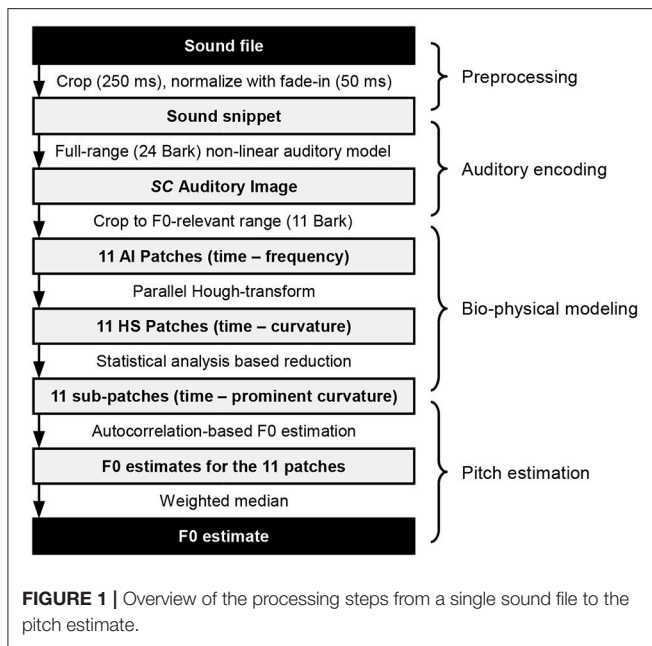 Sound file
Crop (250 ms), normalize with fade-in (50 ms)
Preprocessing
Sound snippet
Full-range (24 Bark) non-linear auditory model
Auditory encoding
SC Auditory Image
Crop to F0-relevant range (11 Bark)
11 AI Patches (time – frequency)
Parallel Hough-transform
Bio-physical modeling
11 HS Patches (time – curvature)
Statistical analysis based reduction
11 sub-patches (time – prominent curvature)
Autocorrelation-based F0 estimation
F0 estimates for the 11 patches
Pitch estimation
Weighted median
F0 estimate
FIGURE 1 | Overview of the processing steps from a single sound file to the
pitch estimate.